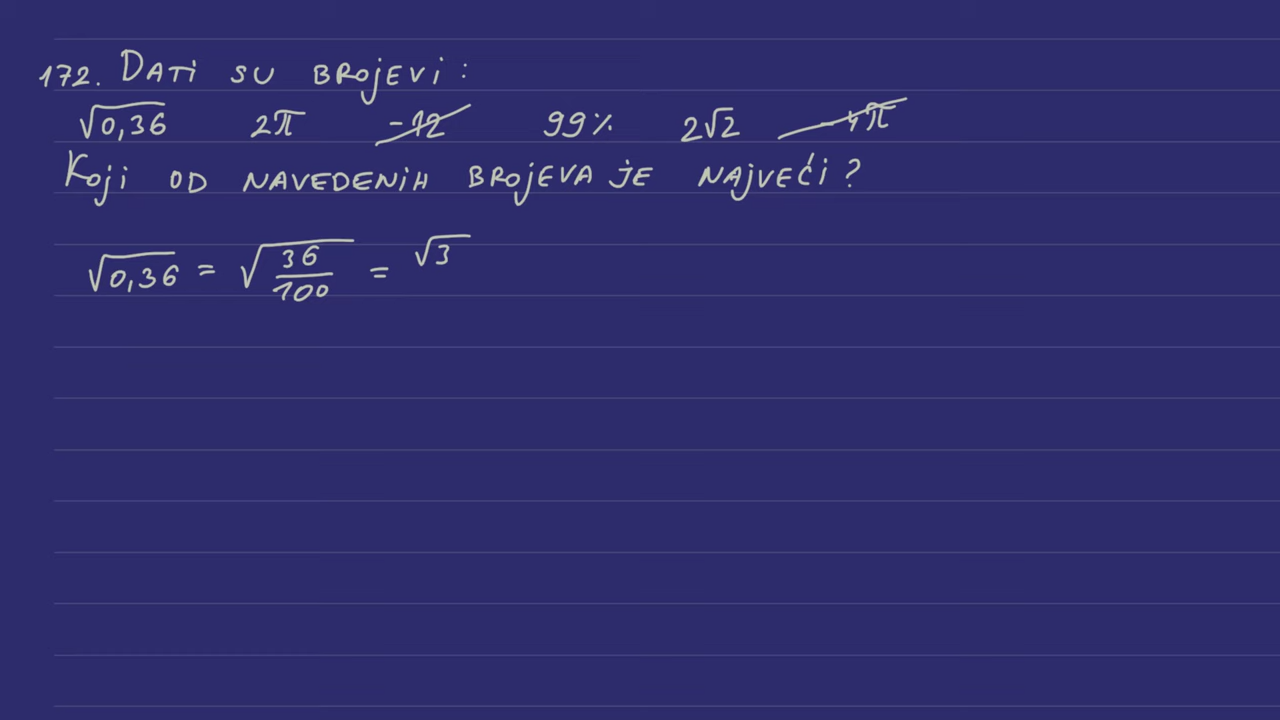 172. DATi SU BROjEVi :
√0,36 2π -12 99% 2√2 -4π
Koji OD NAVEDENiH BROjEVA jE NAjVEĆi ?
√0,36 = √36/100 = √3